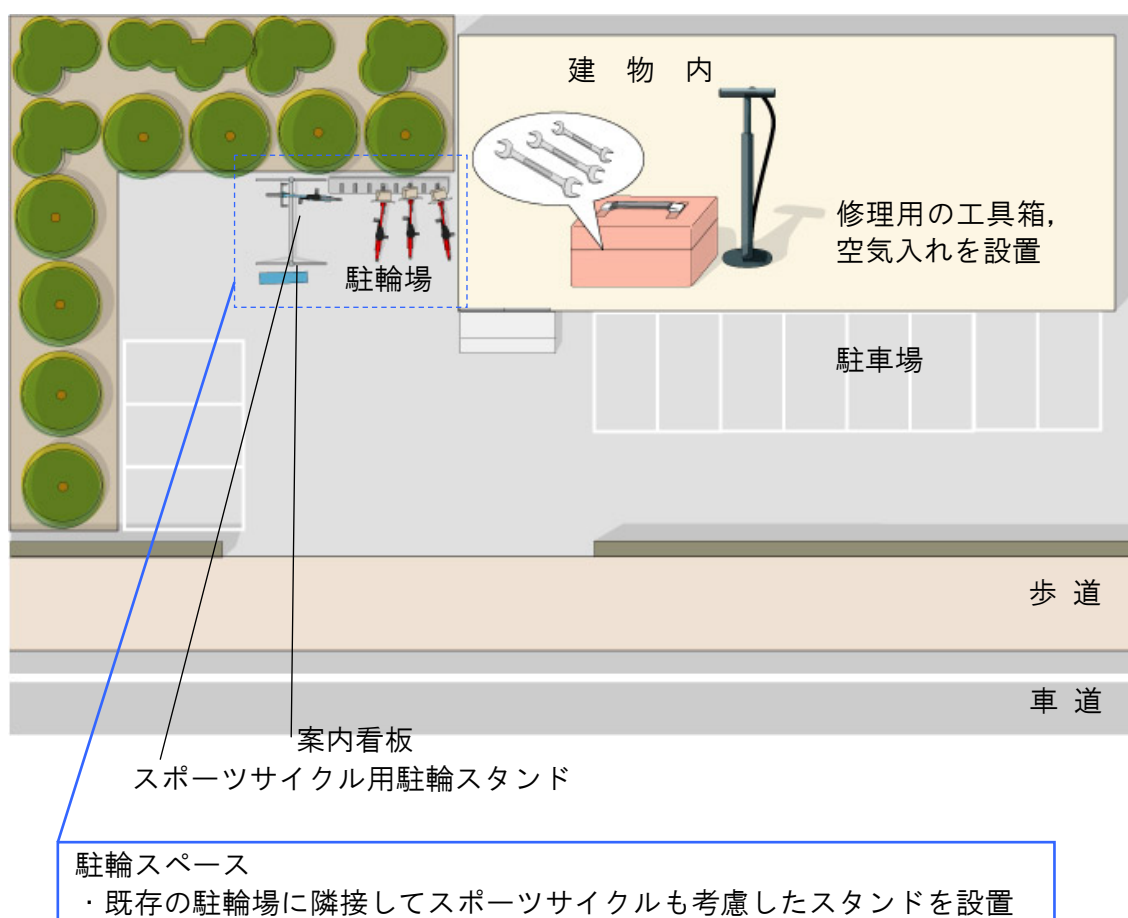 建 物 内
修理用の工具箱,
空気入れを設置
駐輪場
駐車場
歩 道
車 道
案内看板
スポーツサイクル用駐輪スタンド
駐輪スペース
・既存の駐輪場に隣接してスポーツサイクルも考慮したスタンドを設置